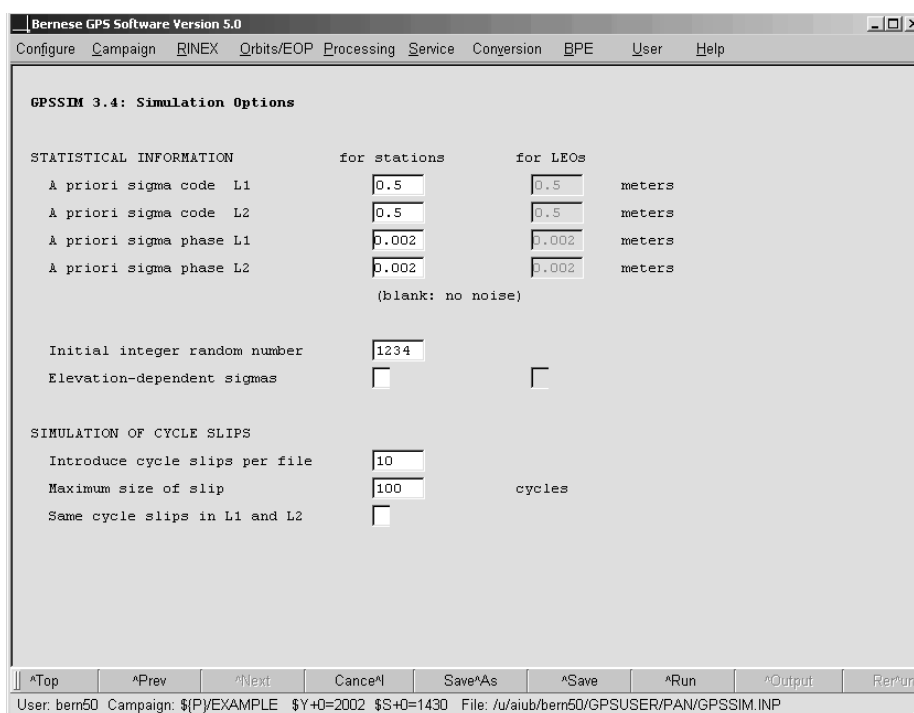 Bernese GPS Software Version 5.0
Configure Campaign RINEX Orbits/EOP Processing Service Conversion BPE User Help
GPSSIM 3.4: Simulation Options
STATISTICAL INFORMATION for stations for LEOs
A priori sigma code L1 0.5 0.5 meters
A priori sigma code L2 0.5 0.5 meters
A priori sigma phase L1 0.002 0.002 meters
A priori sigma phase L2 0.002 0.002 meters
(blank: no noise)
Initial integer random number 1234
Elevation-dependent sigmas
SIMULATION OF CYCLE SLIPS
Introduce cycle slips per file 10
Maximum size of slip 100 cycles
Same cycle slips in L1 and L2
^Top ^Prev ^Next Cance^l Save^As ^Save ^Run ^Output Rer^un
User: bern50 Campaign: ${P}/EXAMPLE $Y+0=2002 $S+0=1430 File: /u/aiub/bern50/GPSUSER/PAN/GPSSIM.INP